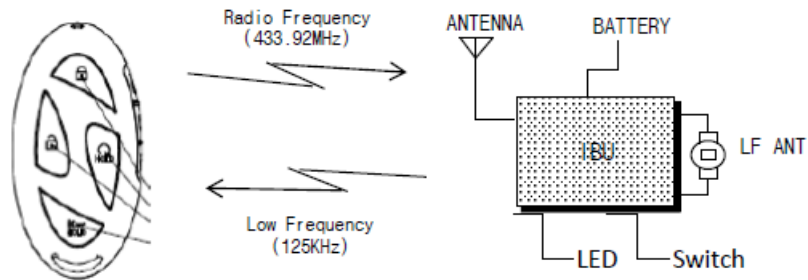 Radio Frequency
(433.92MHz)
ANTENNA
BATTERY
IBU
LF ANT
Low Frequency
(125KHz)
LED
Switch